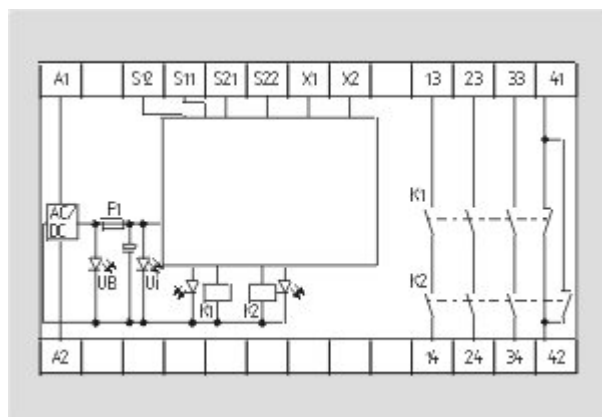 A1 S12 S11 S21 S22 X1 X2 13 23 33 41
K1
AC/
DC
F1
UB Ui
K1 K2
K2
A2 14 24 34 42